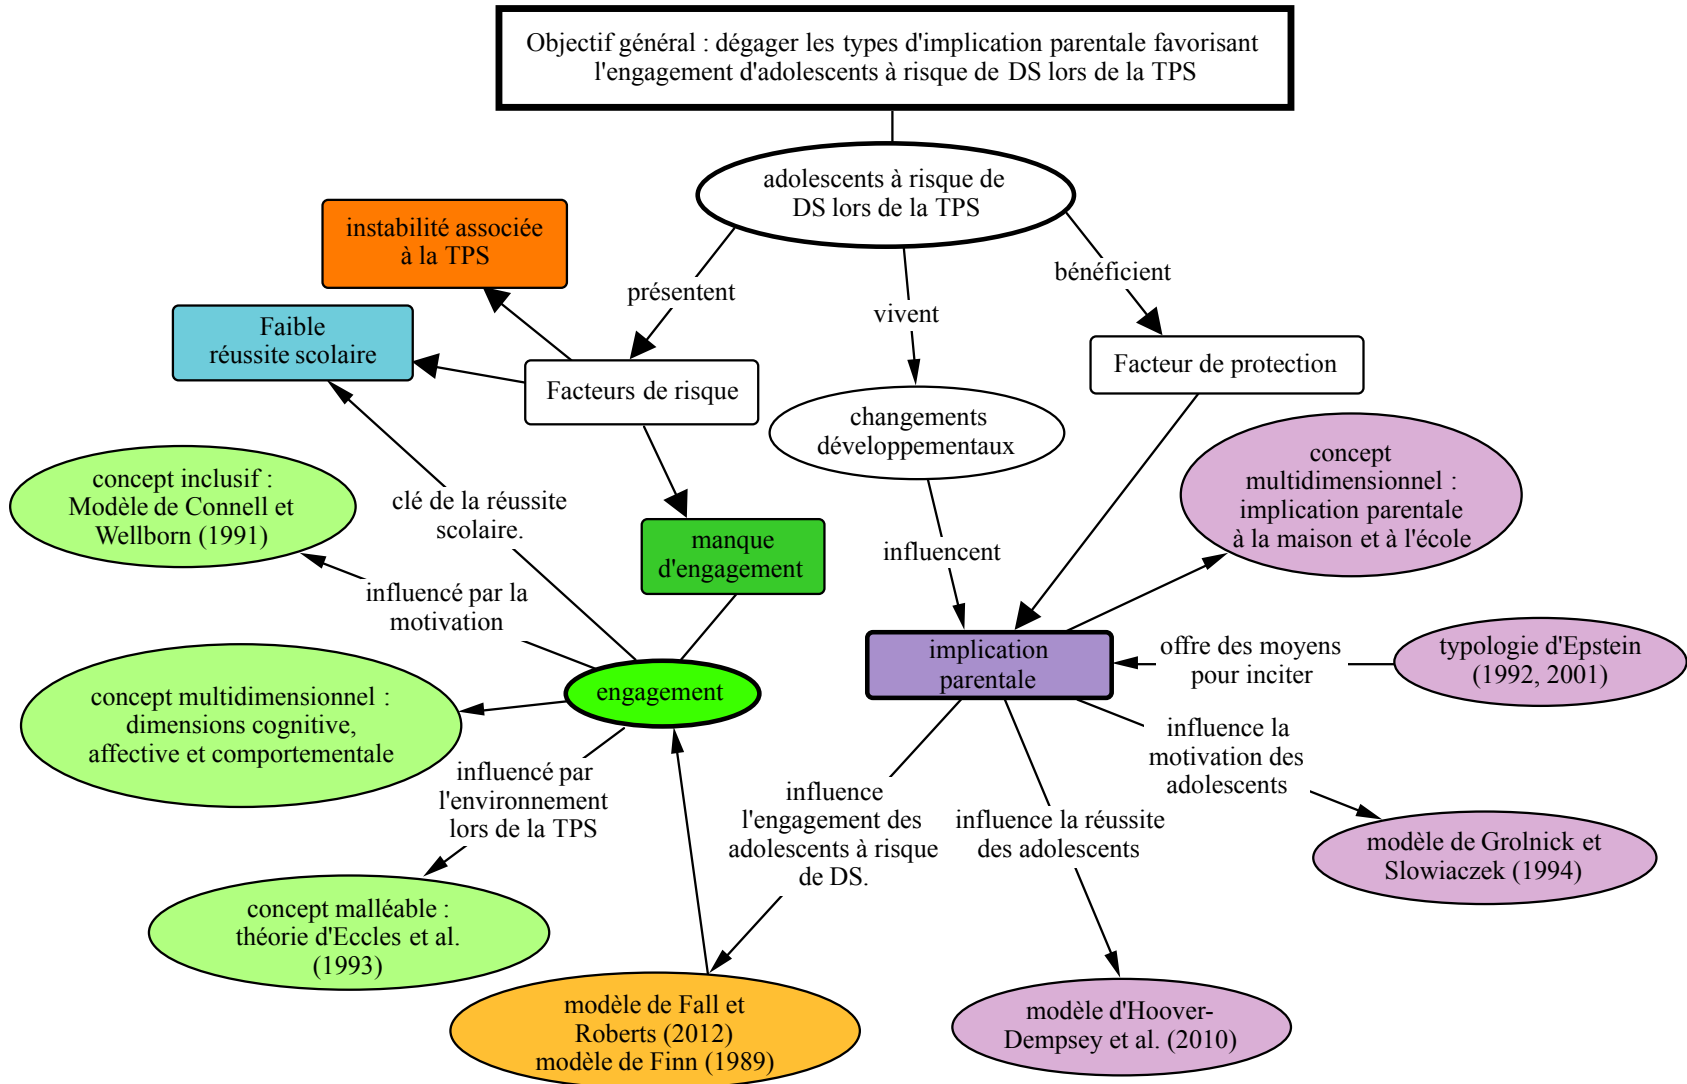 Objectif général : dégager les types d'implication parentale favorisant
l'engagement d'adolescents à risque de DS lors de la TPS
adolescents à risque de
DS lors de la TPS
instabilité associée
à la TPS
présentent
vivent
bénéficient
Faible
réussite scolaire
Facteurs de risque
Facteur de protection
changements
développementaux
concept
multidimensionnel :
implication parentale
à la maison et à l'école
concept inclusif :
Modèle de Connell et
Wellborn (1991)
clé de la réussite
scolaire.
manque
d'engagement
influencent
influencé par la
motivation
implication
parentale
offre des moyens
pour inciter
typologie d'Epstein
(1992, 2001)
concept multidimensionnel :
dimensions cognitive,
affective et comportementale
engagement
influence la
motivation des
adolescents
influencé par
l'environnement
lors de la TPS
influence
l'engagement des
adolescents à risque
de DS.
influence la réussite
des adolescents
modèle de Grolnick et
Slowiaczek (1994)
concept malléable :
théorie d'Eccles et al.
(1993)
modèle de Fall et
Roberts (2012)
modèle de Finn (1989)
modèle d'Hoover-
Dempsey et al. (2010)